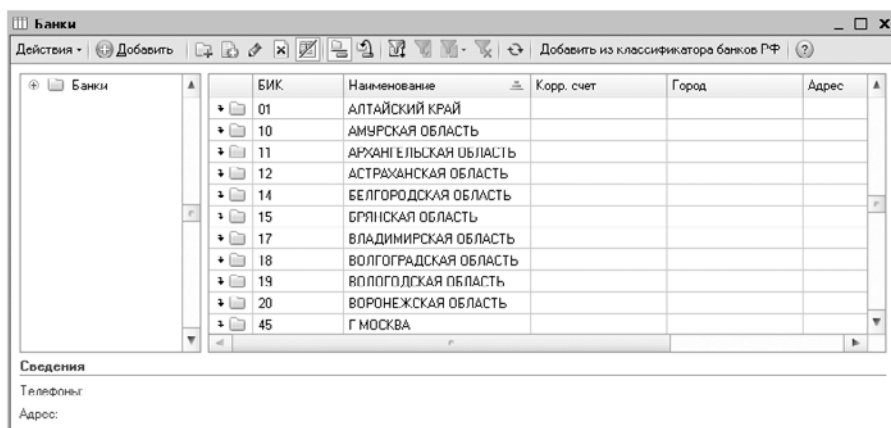 Банки
Действия Добавить Добавить из классификатора банков РФ ?
Банки
БИК Наименование Корр. счет Город Адрес
01 АЛТАЙСКИЙ КРАЙ
10 АМУРСКАЯ ОБЛАСТЬ
11 АРХАНГЕЛЬСКАЯ ОБЛАСТЬ
12 АСТРАХАНСКАЯ ОБЛАСТЬ
14 БЕЛГОРОДСКАЯ ОБЛАСТЬ
15 БРЯНСКАЯ ОБЛАСТЬ
17 ВЛАДИМИРСКАЯ ОБЛАСТЬ
18 ВОЛГОГРАДСКАЯ ОБЛАСТЬ
19 ВОЛОГОДСКАЯ ОБЛАСТЬ
20 ВОРОНЕЖСКАЯ ОБЛАСТЬ
45 Г МОСКВА
Сведения
Телефоны:
Адрес: